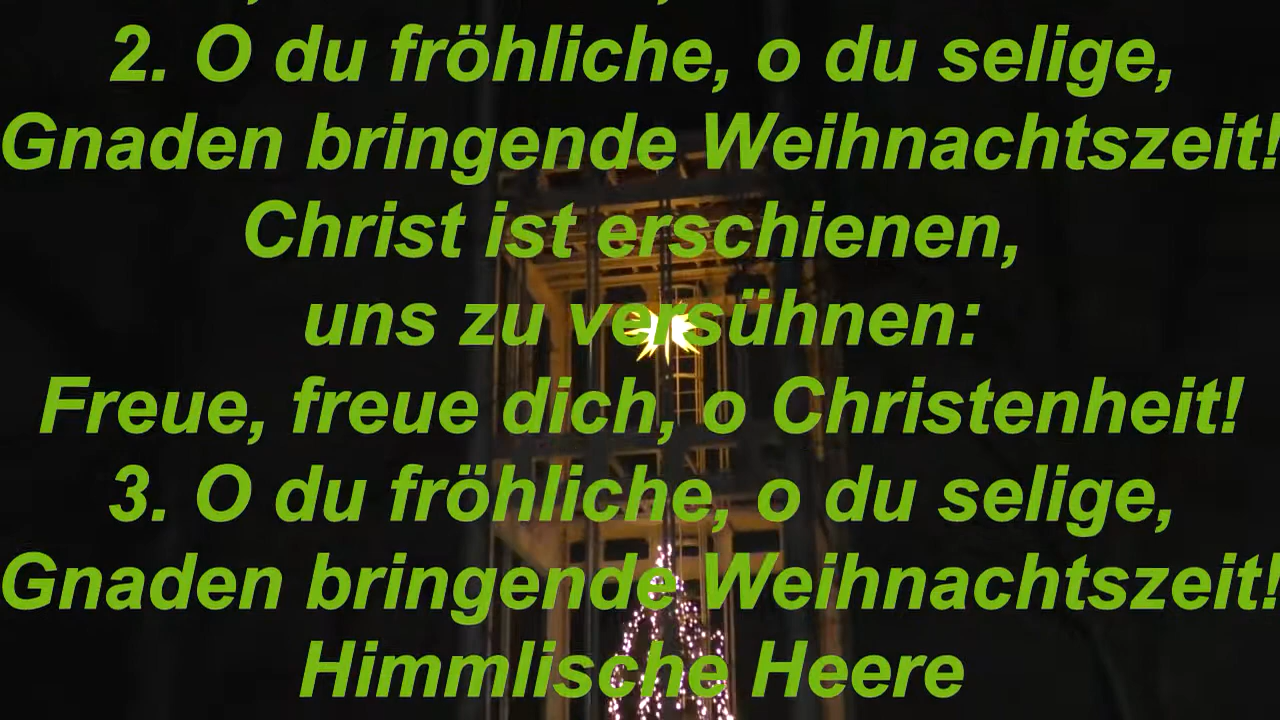 2. O du fröhliche, o du selige,
Gnaden bringende Weihnachtszeit!
Christ ist erschienen,
uns zu versühnen:
Freue, freue dich, o Christenheit!
3. O du fröhliche, o du selige,
Gnaden bringende Weihnachtszeit!
Himmlische Heere